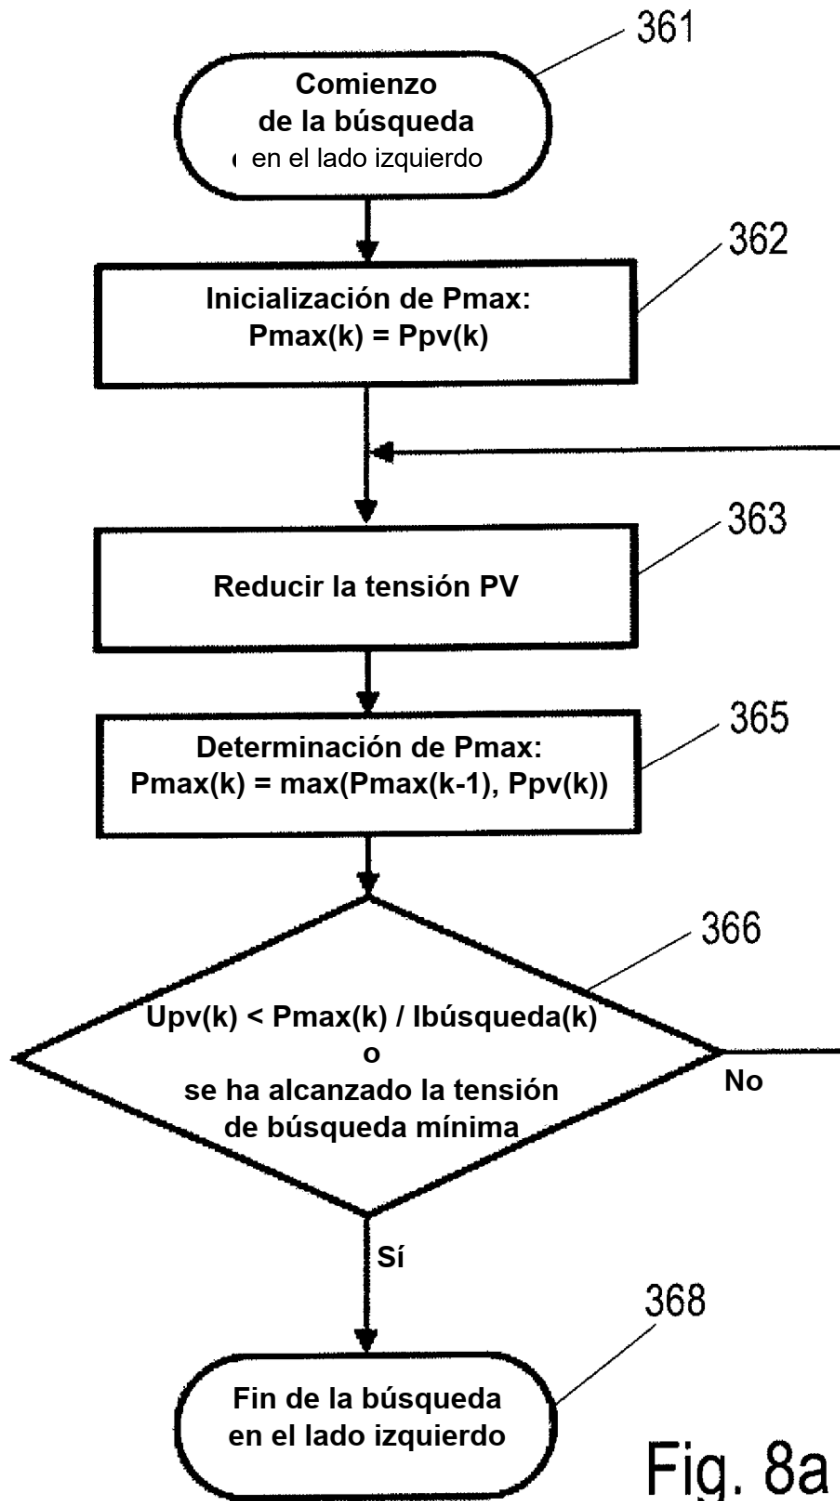 361
Comienzo
de la búsqueda
en el lado izquierdo
362
Inicialización de Pmax:
Pmax(k) = Ppv(k)
363
Reducir la tensión PV
365
Determinación de Pmax:
Pmax(k) = max(Pmax(k-1), Ppv(k))
366
Upv(k) < Pmax(k) / Ibúsqueda(k)
o
se ha alcanzado la tensión
de búsqueda mínima
No
Sí
368
Fin de la búsqueda
en el lado izquierdo
Fig. 8a